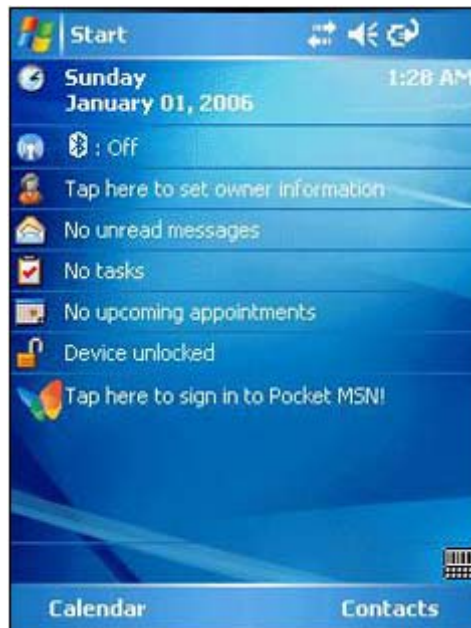 Start
Sunday 1:28 AM
January 01, 2006
: Off
Tap here to set owner information
No unread messages
No tasks
No upcoming appointments
Device unlocked
Tap here to sign in to Pocket MSN!
Calendar Contacts